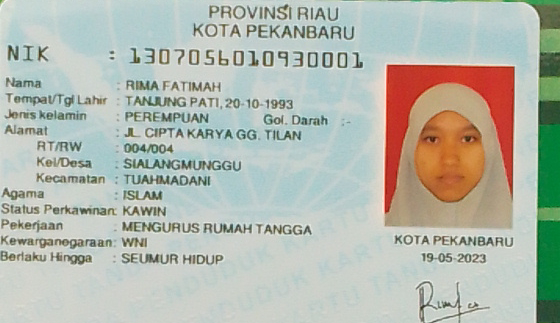 PROVINSI RIAU
KOTA PEKANBARU
NIK : 1307056010930001
Nama : RIMA FATIMAH
Tempat/Tgl Lahir : TANJUNG PATI, 20-10-1993
Jenis kelamin : PEREMPUAN Gol. Darah :-
Alamat : JL. CIPTA KARYA GG. TILAN
RT/RW : 004/004
Kel/Desa : SIALANGMUNGGU
Kecamatan : TUAHMADANI
Agama : ISLAM
Status Perkawinan: KAWIN
Pekerjaan : MENGURUS RUMAH TANGGA
Kewarganegaraan: WNI
Berlaku Hingga : SEUMUR HIDUP
KOTA PEKANBARU
19-05-2023